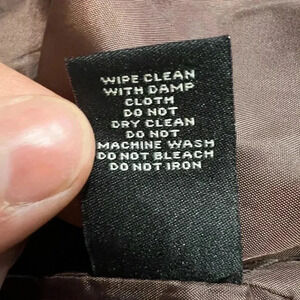 WIPE CLEAN
WITH DAMP
CLOTH
DO NOT
DRY CLEAN
DO NOT
MACHINE WASH
DO NOT BLEACH
DO NOT IRON